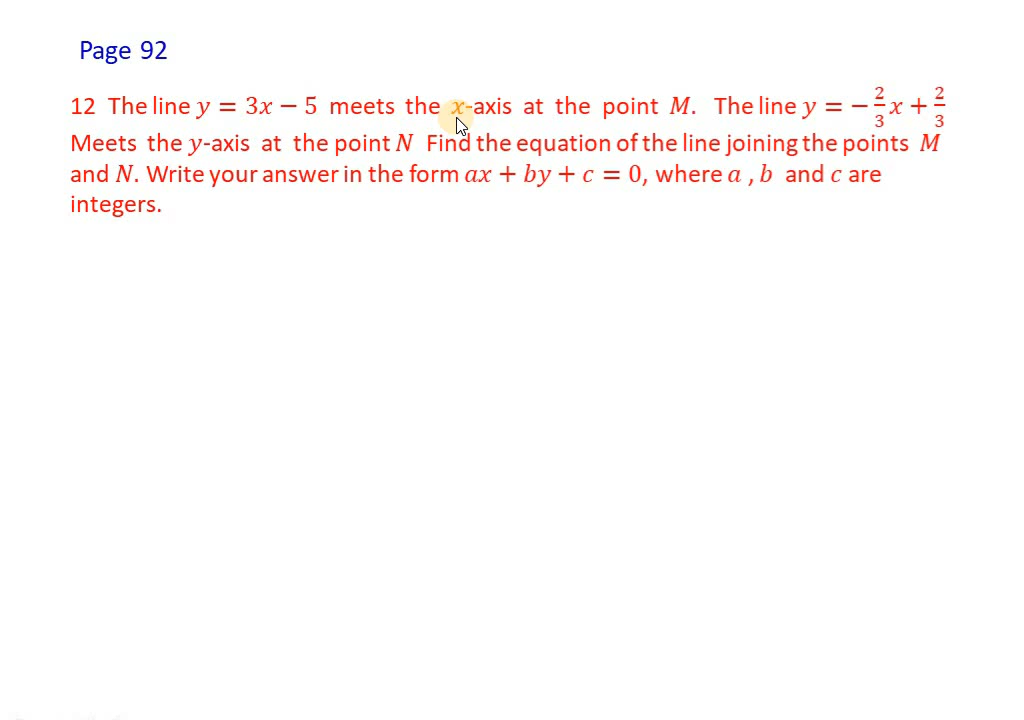 Page 92
12 The line y = 3x − 5 meets the x-axis at the point M. The line y = −2/3x + 2/3
Meets the y-axis at the point N Find the equation of the line joining the points M
and N. Write your answer in the form ax + by + c = 0, where a , b and c are
integers.